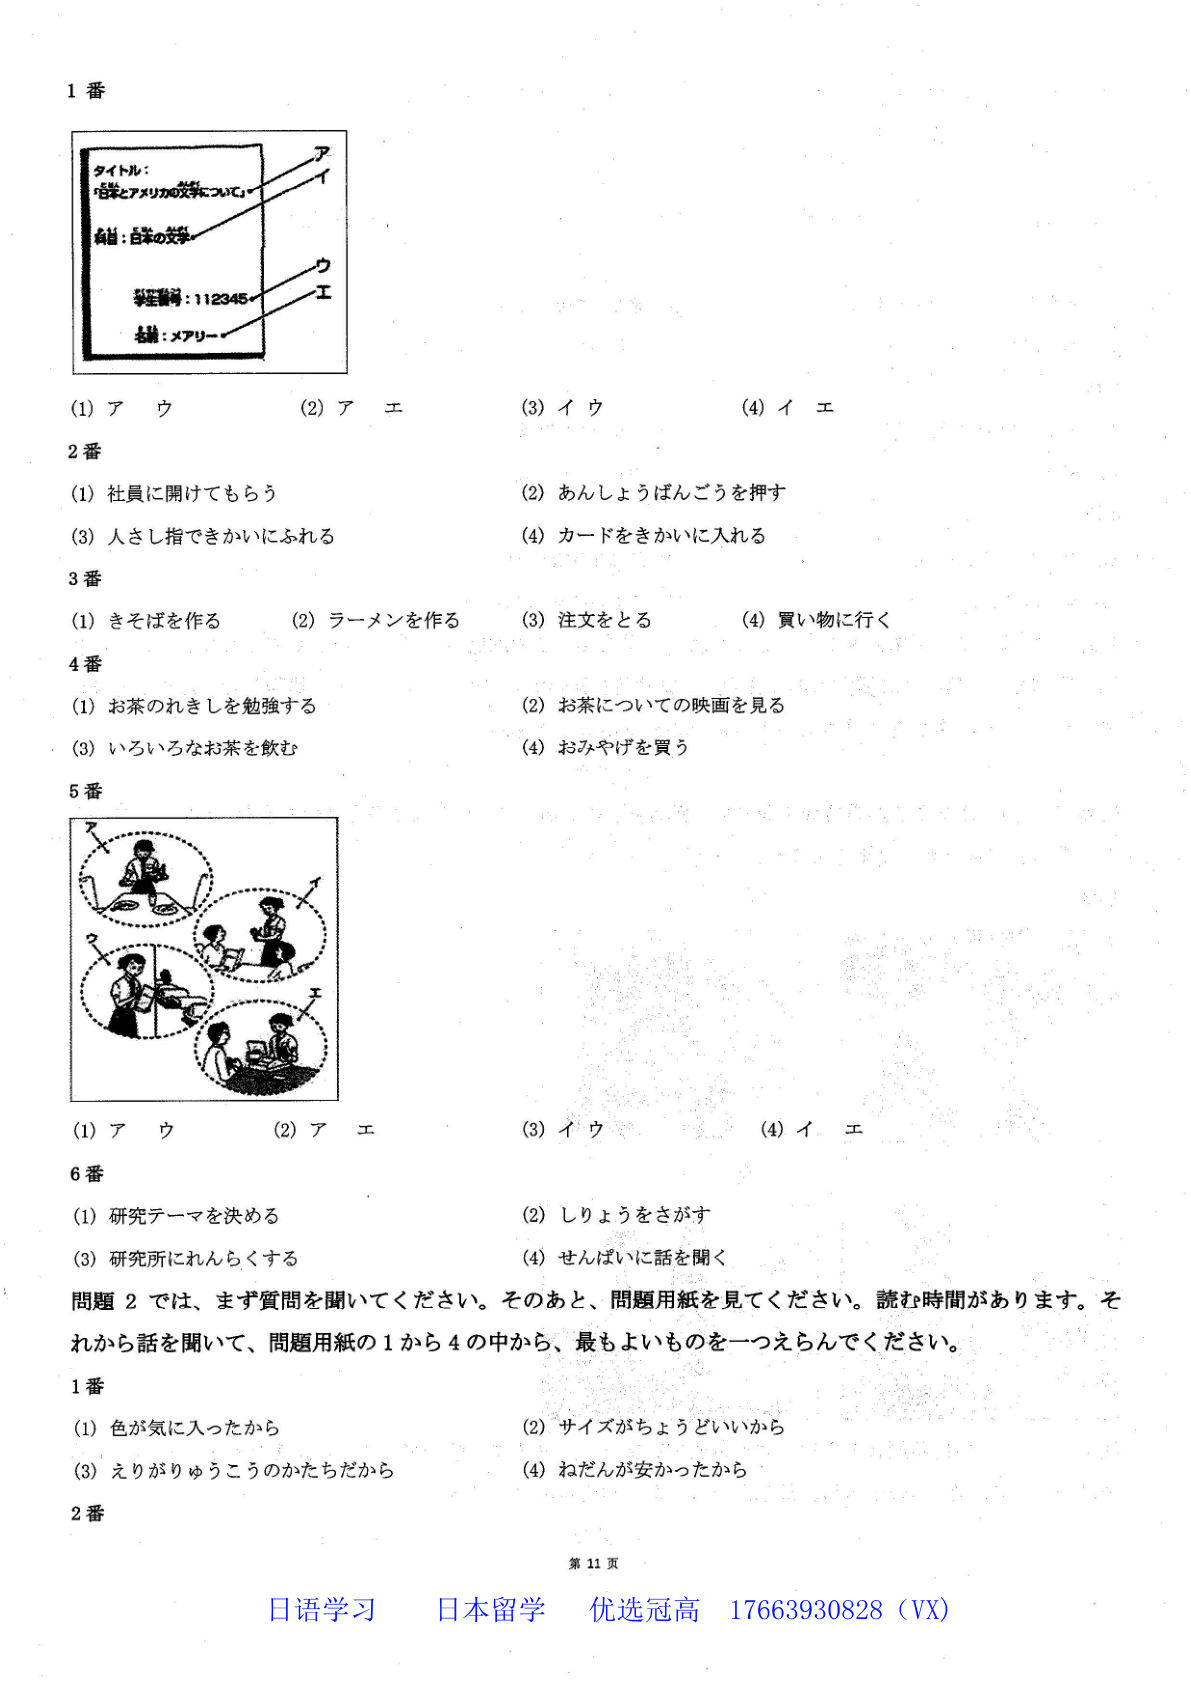 1 番
タイトル：
「日本とアメリカの文学について」
科目：日本の文学
学生番号：112345
名前：メアリー
ア
イ
ウ
エ
(1) ア ウ (2) ア エ (3) イ ウ (4) イ エ
2番
(1) 社員に開けてもらう (2) あんしょうばんごうを押す
(3) 人さし指できかいにふれる (4) カードをきかいに入れる
3番
(1) きそばを作る (2) ラーメンを作る (3) 注文をとる (4) 買い物に行く
4番
(1) お茶のれきしを勉強する (2) お茶についての映画を見る
(3) いろいろなお茶を飲む (4) おみやげを買う
5番
ア
イ
ウ
エ
(1) ア ウ (2) ア エ (3) イ ウ (4) イ エ
6番
(1) 研究テーマを決める (2) しりょうをさがす
(3) 研究所にれんらくする (4) せんぱいに話を聞く
問題 2 では、まず質問を聞いてください。そのあと、問題用紙を見てください。読む時間があります。そ
れから話を聞いて、問題用紙の1から4の中から、最もよいものを一つえらんでください。
1番
(1) 色が気に入ったから (2) サイズがちょうどいいから
(3) えりがりゅうこうのかたちだから (4) ねだんが安かったから
2番
第 11 页
日语学习 日本留学 优选冠高 17663930828（VX)